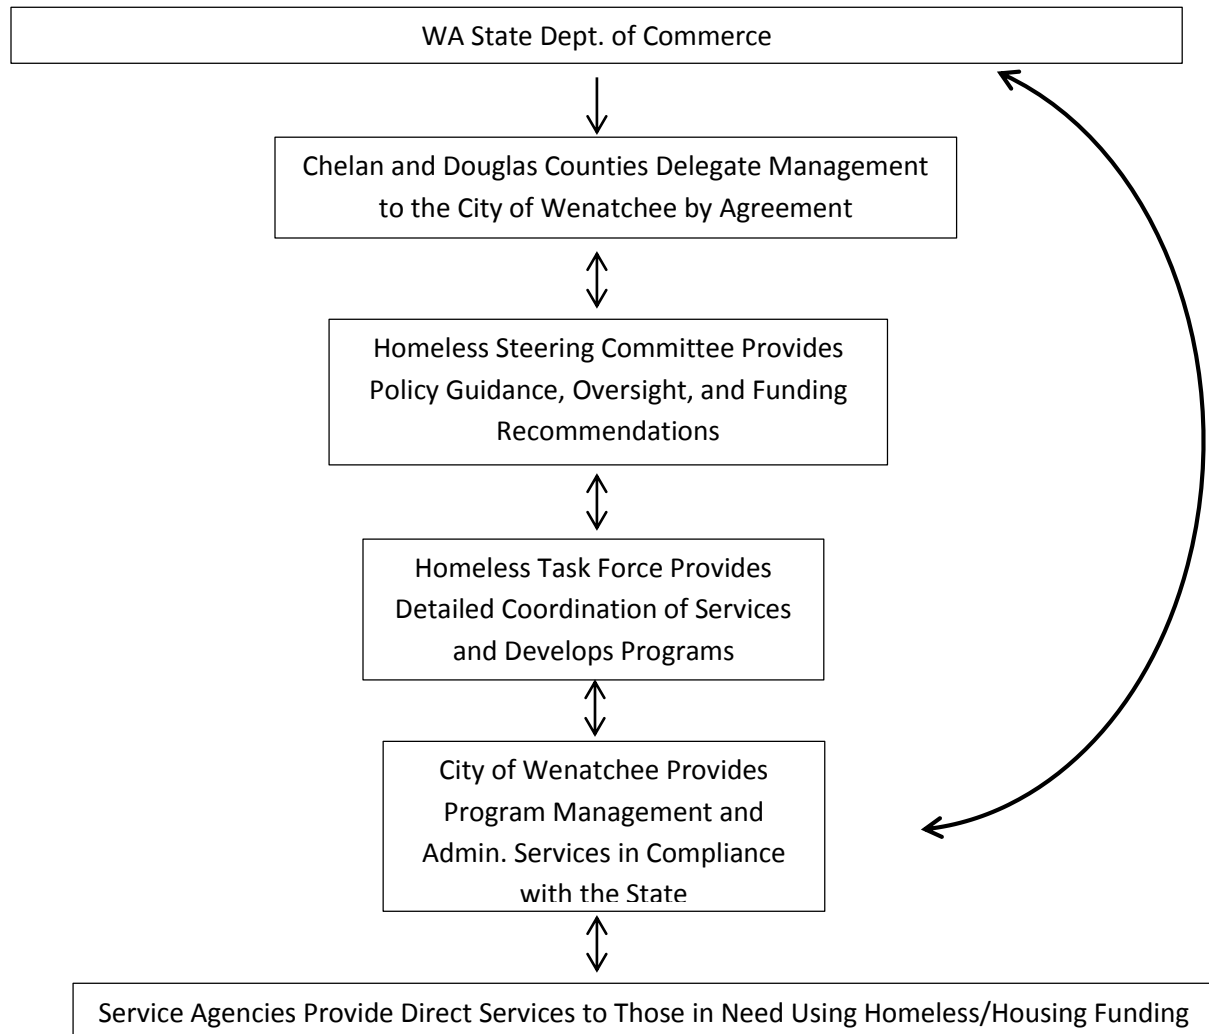 WA State Dept. of Commerce
Chelan and Douglas Counties Delegate Management
to the City of Wenatchee by Agreement
Homeless Steering Committee Provides
Policy Guidance, Oversight, and Funding
Recommendations
Homeless Task Force Provides
Detailed Coordination of Services
and Develops Programs
City of Wenatchee Provides
Program Management and
Admin. Services in Compliance
with the State
Service Agencies Provide Direct Services to Those in Need Using Homeless/Housing Funding